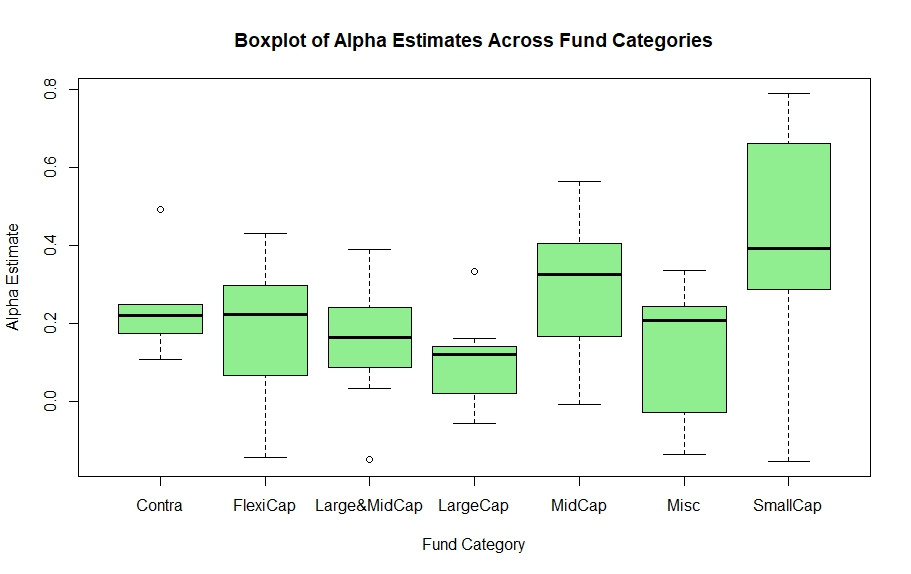 Boxplot of Alpha Estimates Across Fund Categories
Alpha Estimate
0.8
0.6
0.4
0.2
0.0
Contra FlexiCap Large&MidCap LargeCap MidCap Misc SmallCap
Fund Category